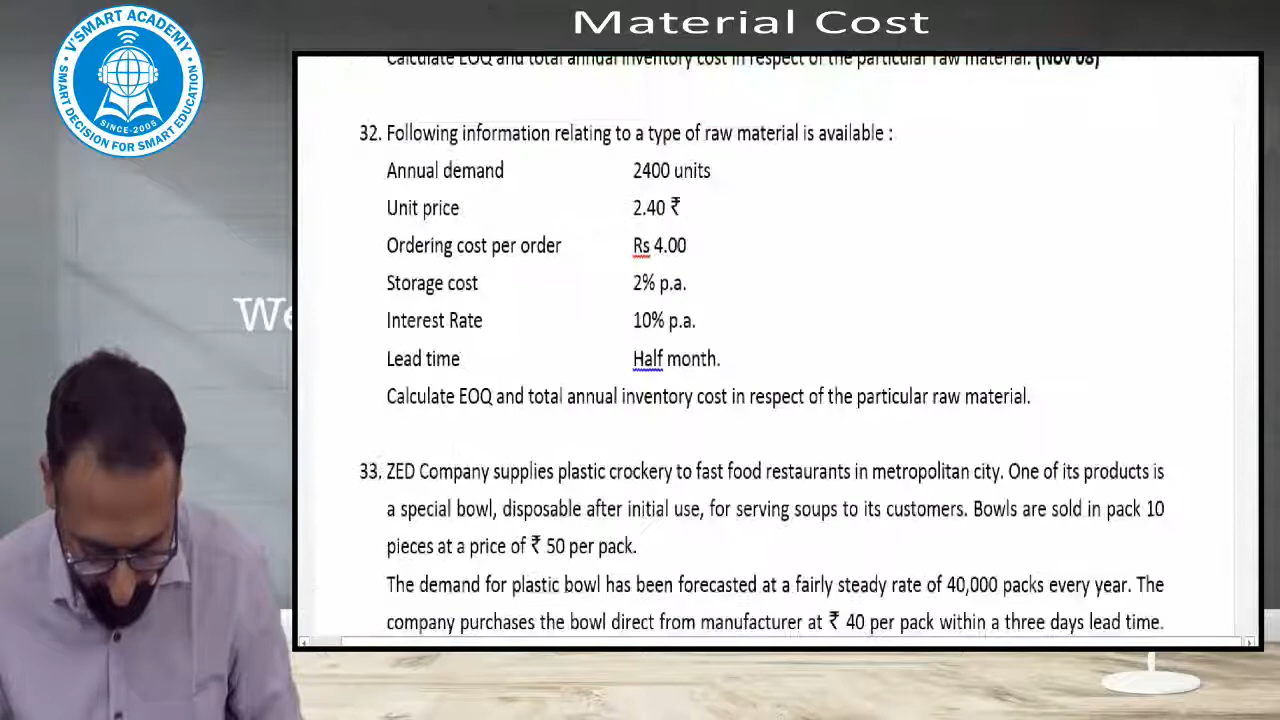 Material Cost
V'SMART ACADEMY
SINCE-2005
SMART DECISION FOR SMART EDUCATION
We
Calculate EOQ and total annual inventory cost in respect of the particular raw material. (Nov 08)
32. Following information relating to a type of raw material is available :
Annual demand 2400 units
Unit price 2.40 ₹
Ordering cost per order Rs 4.00
Storage cost 2% p.a.
Interest Rate 10% p.a.
Lead time Half month.
Calculate EOQ and total annual inventory cost in respect of the particular raw material.
33. ZED Company supplies plastic crockery to fast food restaurants in metropolitan city. One of its products is
a special bowl, disposable after initial use, for serving soups to its customers. Bowls are sold in pack 10
pieces at a price of ₹ 50 per pack.
The demand for plastic bowl has been forecasted at a fairly steady rate of 40,000 packs every year. The
company purchases the bowl direct from manufacturer at ₹ 40 per pack within a three days lead time.